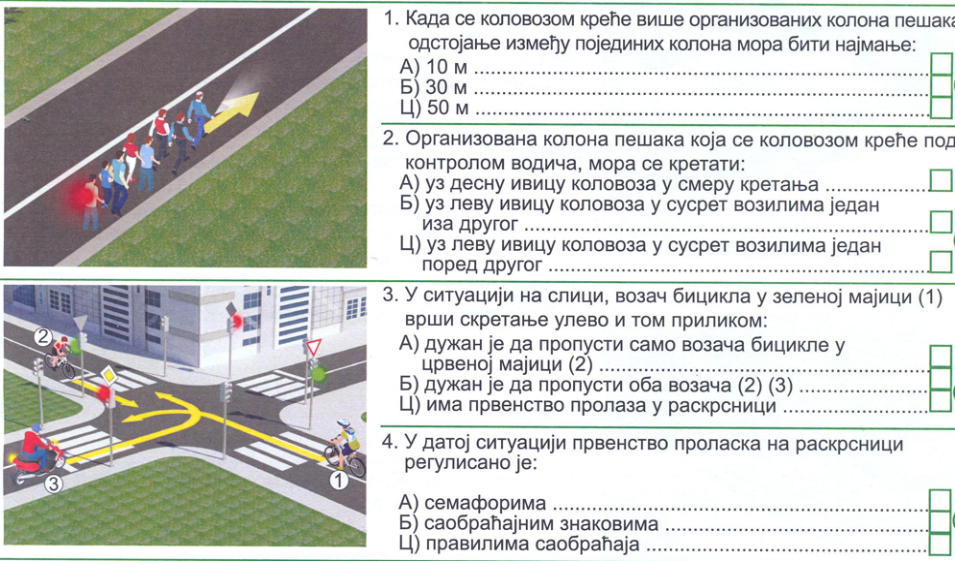 1. Када се коловозом креће више организованих колона пешака
одстојање између појединих колона мора бити најмање:
А) 10 м ..........................................................................
Б) 30 м ..........................................................................
Ц) 50 м ..........................................................................
2. Организована колона пешака која се коловозом креће под
контролом водича, мора се кретати:
А) уз десну ивицу коловоза у смеру кретања ..................
Б) уз леву ивицу коловоза у сусрет возилима један
иза другог ..................................................................
Ц) уз леву ивицу коловоза у сусрет возилима један
поред другог ..............................................................
3. У ситуацији на слици, возач бицикла у зеленој мајици (1)
врши скретање улево и том приликом:
А) дужан је да пропусти само возача бицикле у
црвеној мајици (2) ......................................................
Б) дужан је да пропусти оба возача (2) (3) ......................
Ц) има првенство пролаза у раскрсници ........................
4. У датој ситуацији првенство проласка на раскрсници
регулисано је:
А) семафорима ..............................................................
Б) саобраћајним знаковима ............................................
Ц) правилима саобраћаја ..............................................
2
3
1